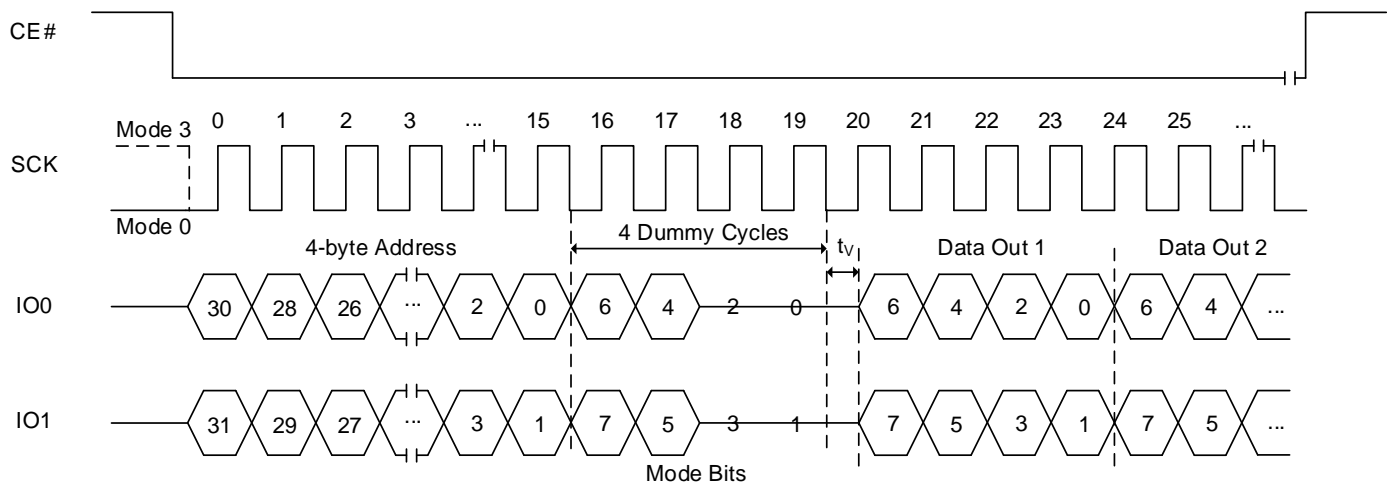 CE#
Mode 3 0 1 2 3 ... 15 16 17 18 19 20 21 22 23 24 25 ...
SCK
Mode 0
4-byte Address 4 Dummy Cycles tV Data Out 1 Data Out 2
IO0 30 28 26 ... 2 0 6 4 2 0 6 4 2 0 6 4 ...
IO1 31 29 27 ... 3 1 7 5 3 1 7 5 3 1 7 5 ...
Mode Bits